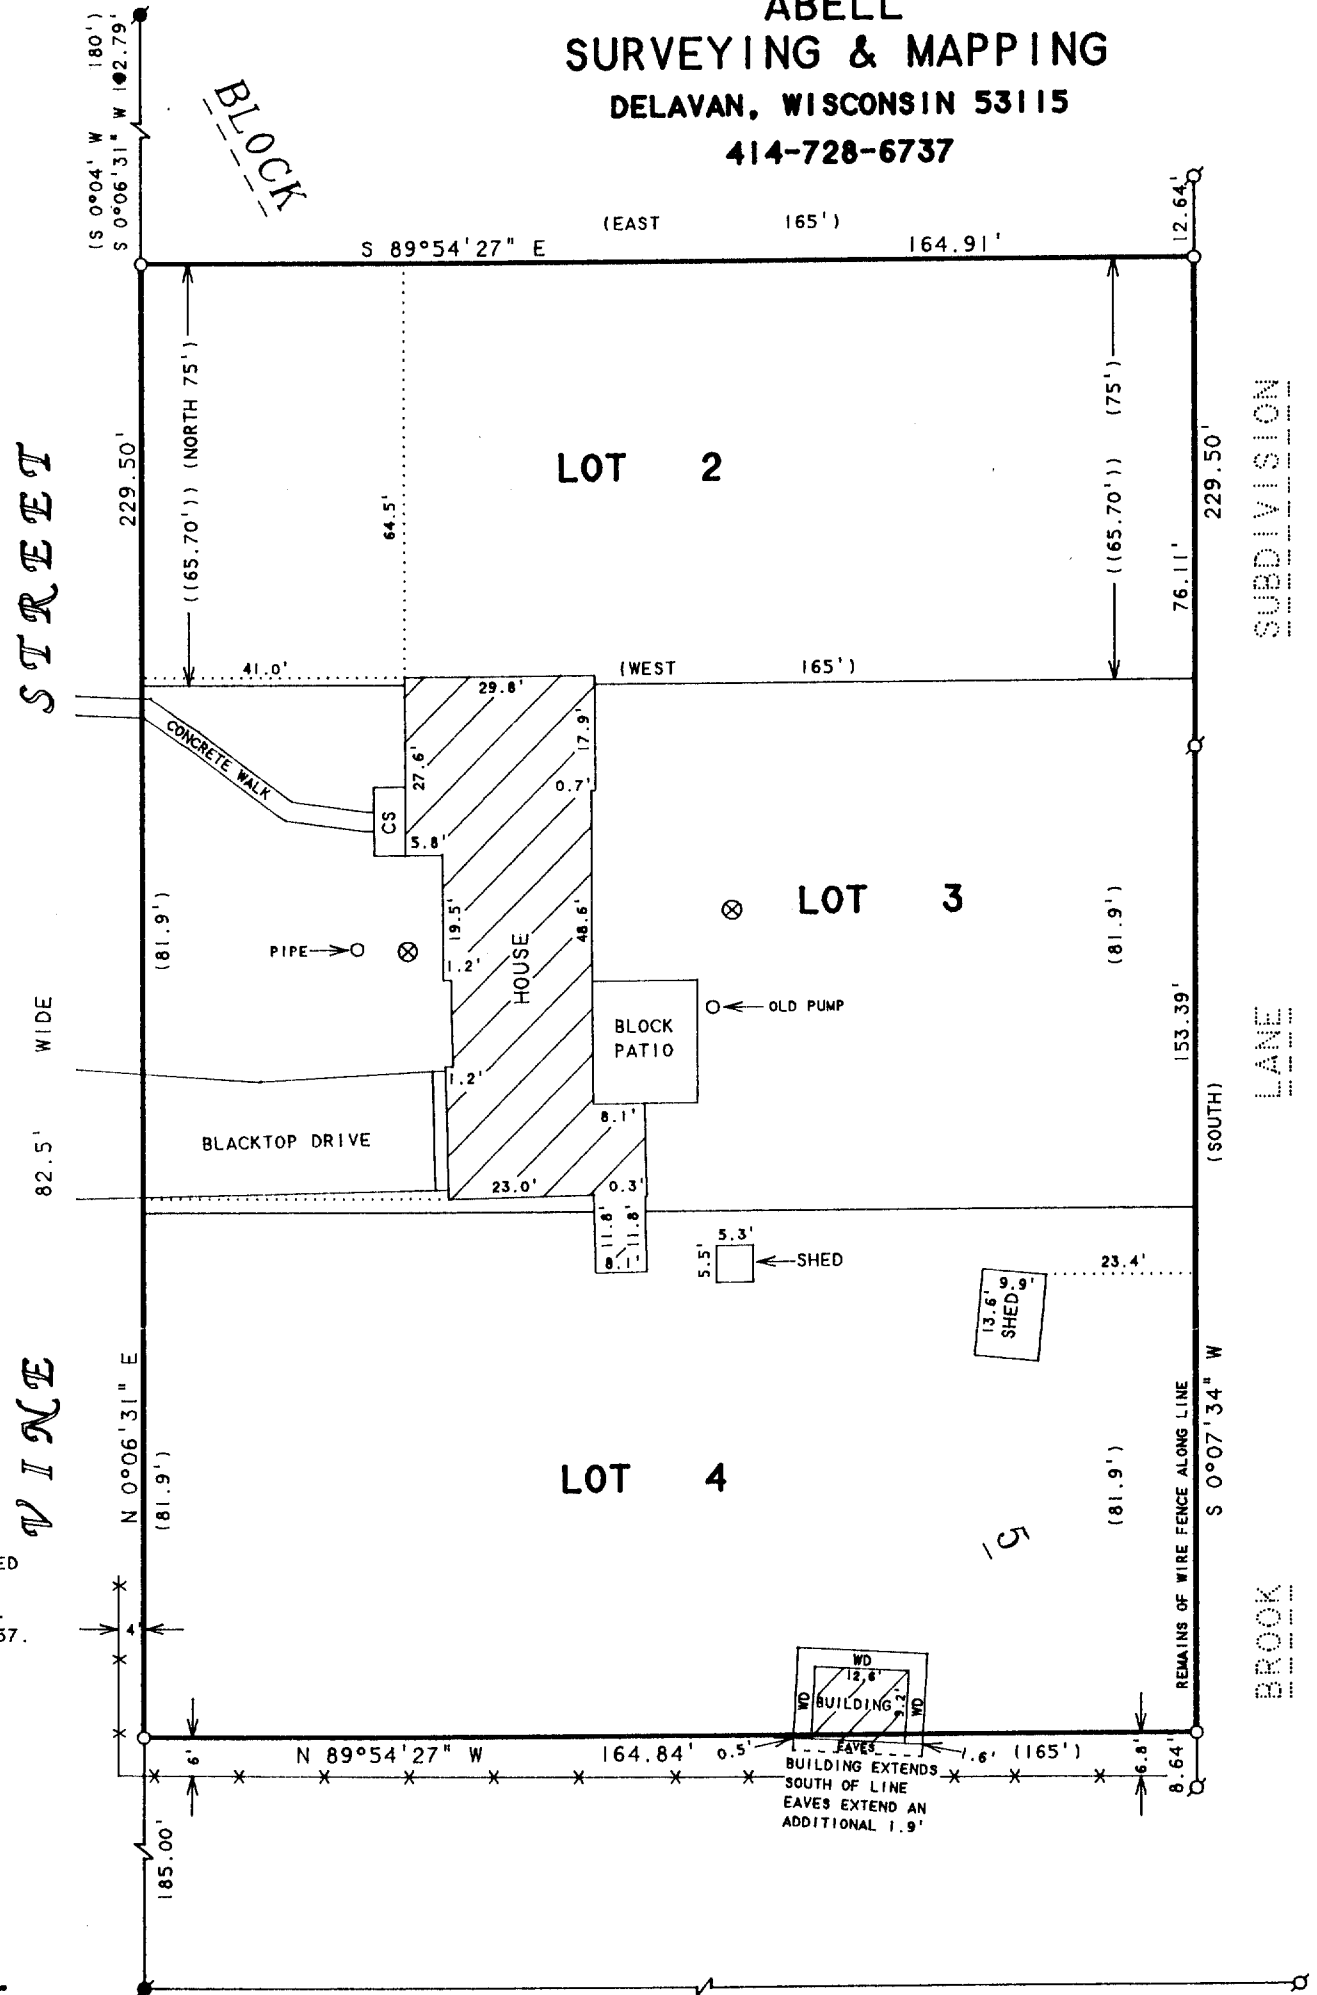 ABELL
SURVEYING & MAPPING
DELAVAN, WISCONSIN 53115
414-728-6737
(S 0°04' W 180')
S 0°06'31" W 102.79'
BLOCK
12.64'
(EAST 165')
S 89°54'27" E 164.91'
((65.70')) (NORTH 75')
((65.70')) (75')
229.50'
64.5'
LOT 2
229.50'
76.11'
SUBDIVISION
STREET
41.0'
(WEST 165')
29.8'
17.9'
CONCRETE WALK
27.6'
0.7'
CS
5.8'
(81.9')
19.5'
48.6'
LOT 3
(81.9')
PIPE
1.2'
HOUSE
OLD PUMP
BLOCK
PATIO
153.39'
LANE
82.5' WIDE
1.2'
8.1'
(SOUTH)
BLACKTOP DRIVE
23.0'
0.3'
11.8'
11.8'
8.1'
5.3'
5.5'
SHED
23.4'
9.9'
13.6'
SHED
VINE
N 0°06'31" E
(81.9')
LOT 4
(81.9')
REMAINS OF WIRE FENCE ALONG LINE
S 0°07'34" W
5
ED
57.
4'
BROOK
WD
12.6'
WD
BUILDING
9.2'
WD
EAVES
6'
N 89°54'27" W 164.84'
0.5'
1.6'
(165')
6.8'
8.64'
BUILDING EXTENDS
SOUTH OF LINE
EAVES EXTEND AN
ADDITIONAL 1.9'
185.00'